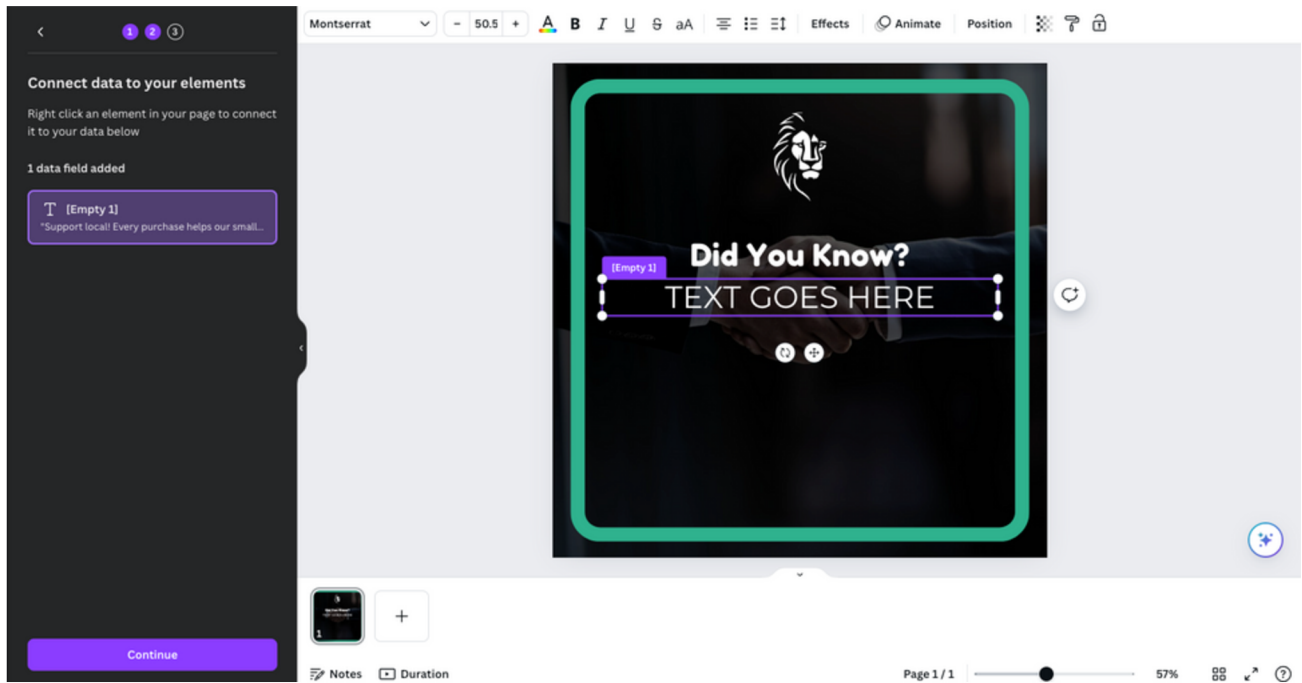 1 2 3
Connect data to your elements
Right click an element in your page to connect
it to your data below
1 data field added
T [Empty 1]
"Support local! Every purchase helps our small...
Continue
Montserrat
– 50.5 +
A B I U S aA
Effects
Animate
Position
Did You Know?
[Empty 1]
TEXT GOES HERE
1
+
Notes
Duration
Page 1 / 1
57%
?